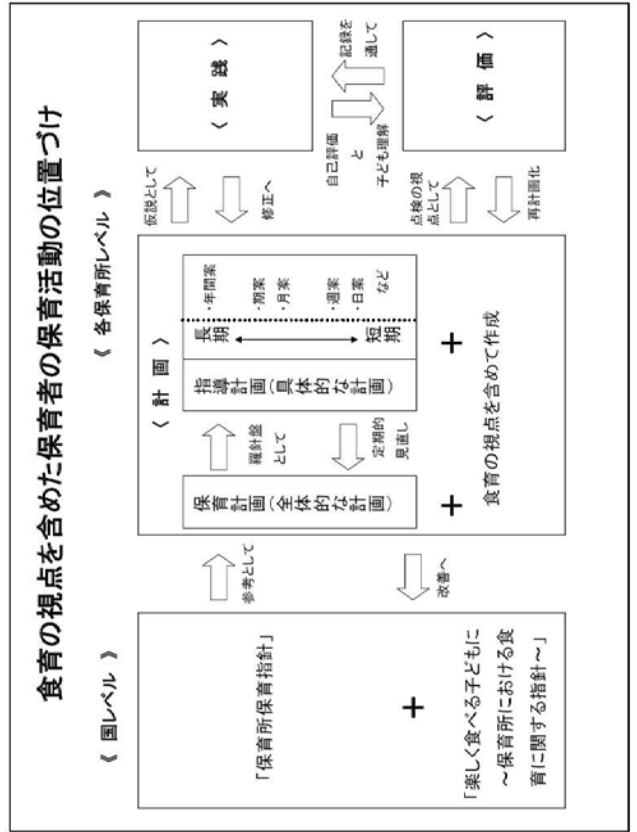 食育の視点を含めた保育者の保育活動の位置づけ
《 国レベル 》
《 各保育所レベル 》
「保育所保育指針」
＋
「楽しく食べる子どもに
～保育所における食
育に関する指針～」
参考として
改善へ
〈 計 画 〉
保育計画(全体的な計画)
羅針盤
として
定期的
見直し
指導計画(具体的な計画)
長期
短期
・年間案
・期案
・月案
・週案
・日案
など
＋
＋
食育の視点を含めて作成
仮説として
修正へ
点検の視
点として
再計画化
〈 実 践 〉
自己評価
と
子ども理解
記録を
通して
〈 評 価 〉